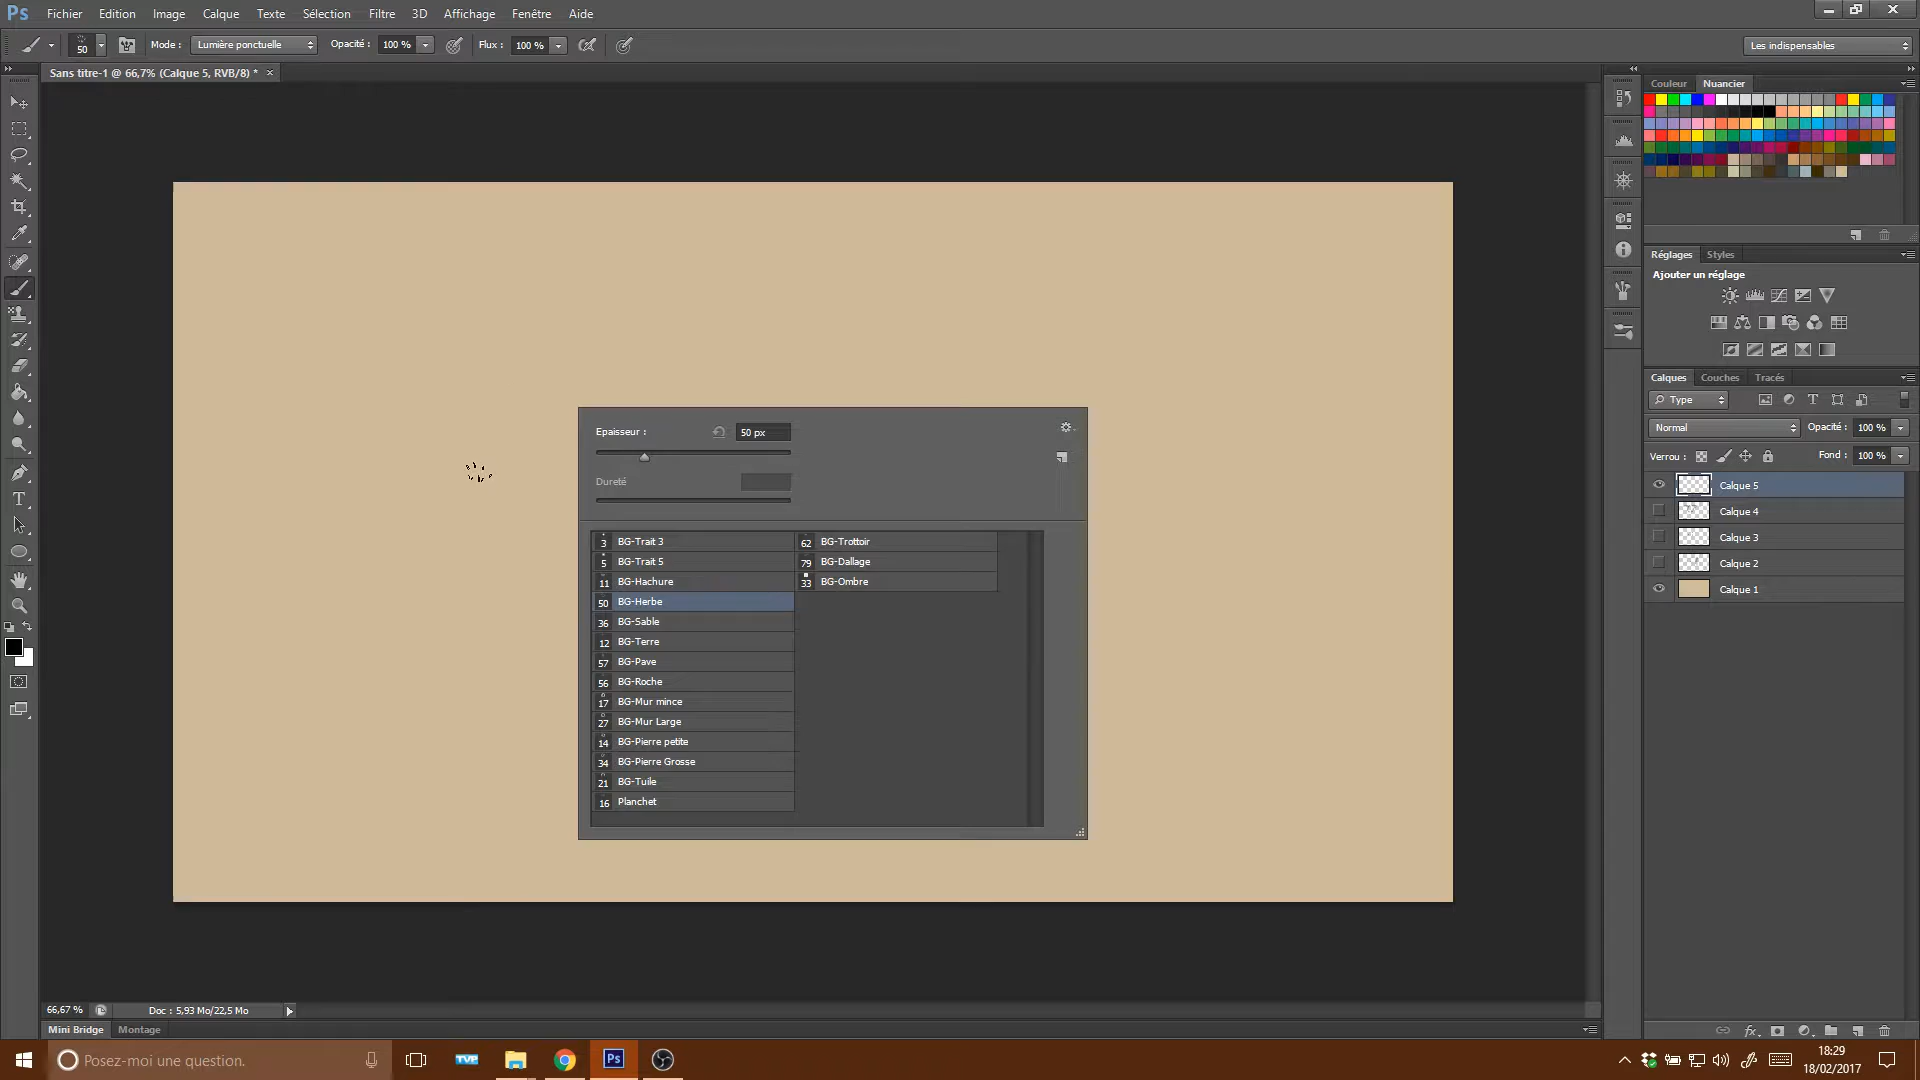 Ps Fichier Edition Image Calque Texte Sélection Filtre 3D Affichage Fenêtre Aide
50 Mode : Lumière ponctuelle Opacité : 100 % Flux : 100 % Les indispensables
Sans titre-1 @ 66,7% (Calque 5, RVB/8) *
Couleur Nuancier
Réglages Styles
Ajouter un réglage
Calques Couches Tracés
Type
Normal Opacité : 100 %
Verrou : Fond : 100 %
Calque 5
Calque 4
Calque 3
Calque 2
Calque 1
Epaisseur : 50 px
Dureté
3 BG-Trait 3
5 BG-Trait 5
11 BG-Hachure
50 BG-Herbe
36 BG-Sable
12 BG-Terre
57 BG-Pave
56 BG-Roche
17 BG-Mur mince
27 BG-Mur Large
14 BG-Pierre petite
34 BG-Pierre Grosse
21 BG-Tuile
16 Planchet
62 BG-Trottoir
79 BG-Dallage
33 BG-Ombre
66,67 % Doc : 5,93 Mo/22,5 Mo
Mini Bridge Montage
Posez-moi une question.
TVP
Ps
18:29
18/02/2017